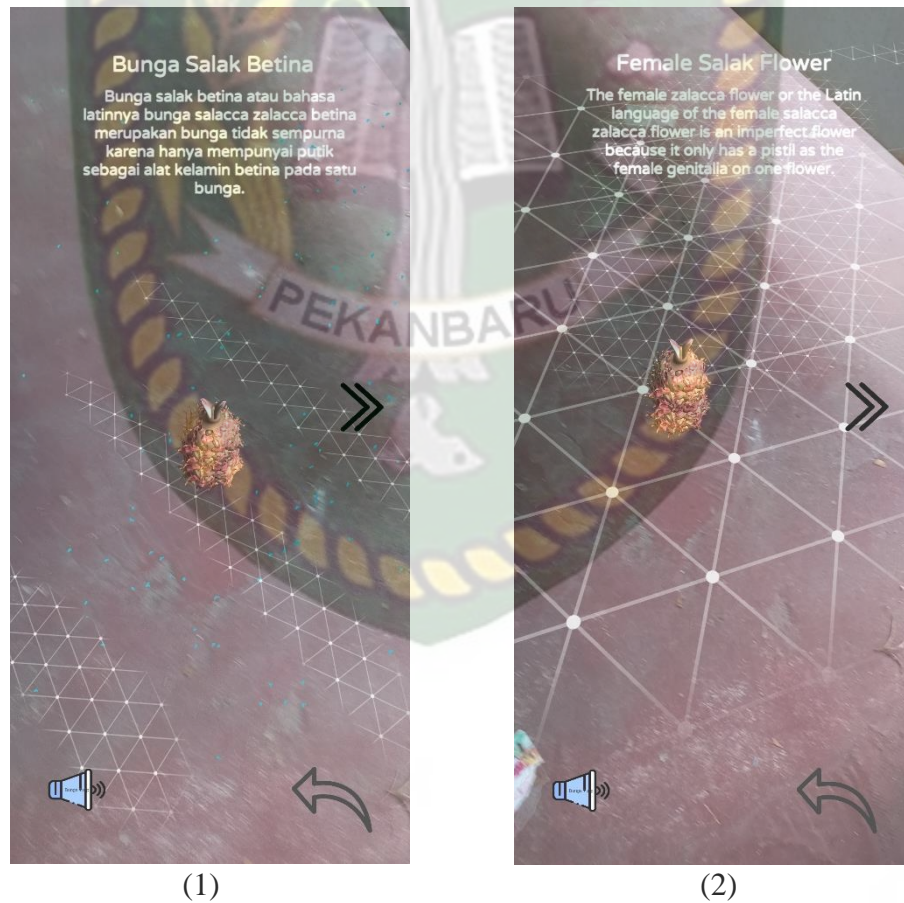 Bunga Salak Betina
Bunga salak betina atau bahasa
latinnya bunga salacca zalacca betina
merupakan bunga tidak sempurna
karena hanya mempunyai putik
sebagai alat kelamin betina pada satu
bunga.
Female Salak Flower
The female zalacca flower or the Latin
language of the female salacca
zalacca flower is an imperfect flower
because it only has a pistil as the
female genitalia on one flower.
PEKANBARU
(1)
(2)